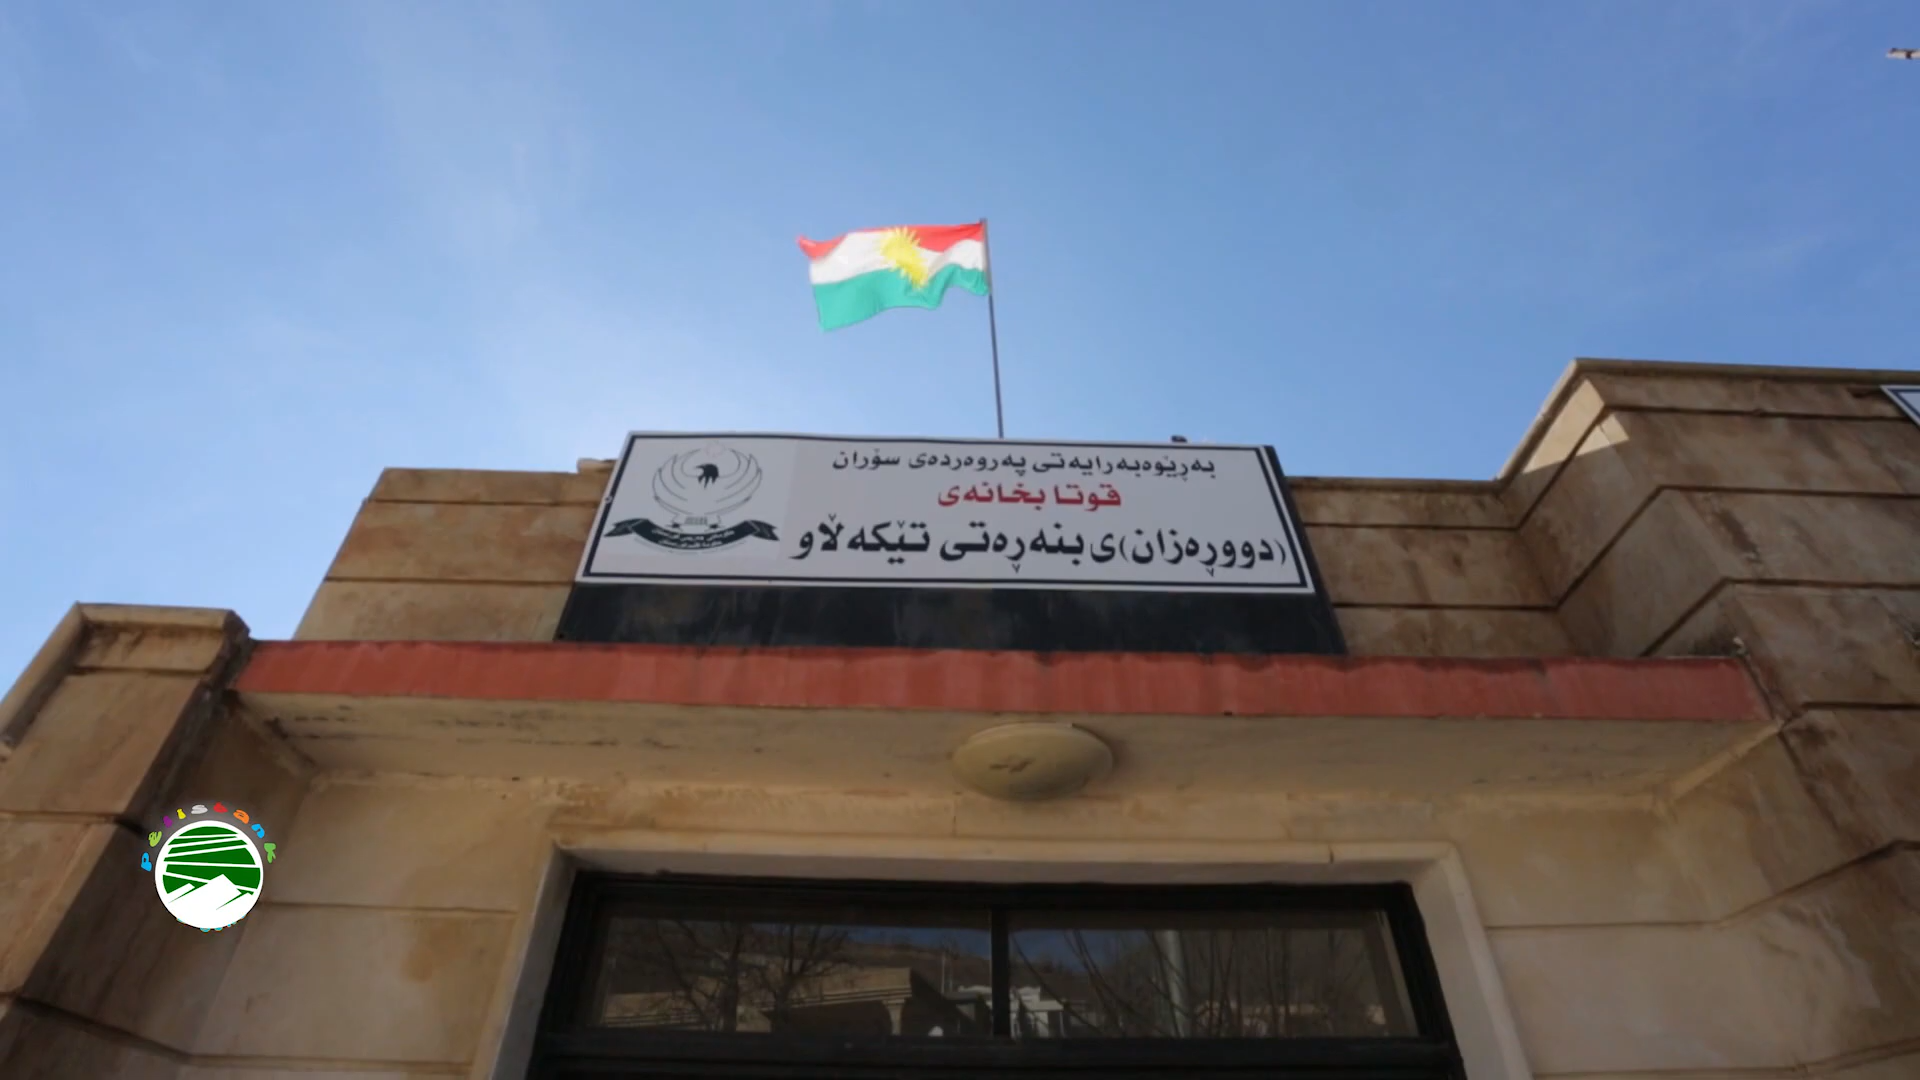 بەڕێوەبەرایەتی پەروەردەی سۆران
قوتابخانەی
(دووڕەزان)ی بنەڕەتی تێکەڵاو